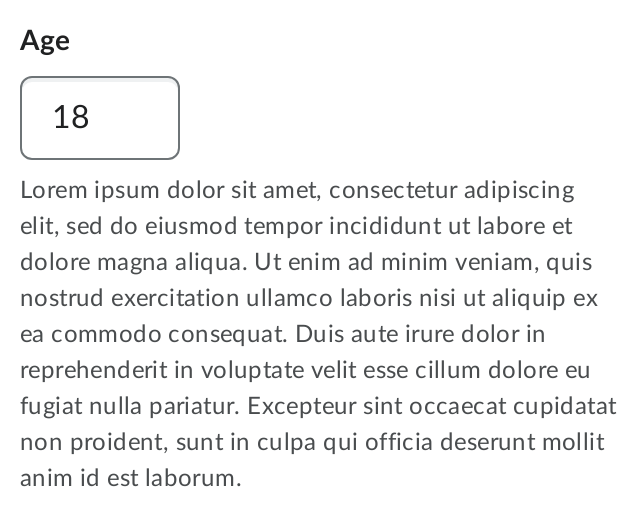 Age
18
Lorem ipsum dolor sit amet, consectetur adipiscing
elit, sed do eiusmod tempor incididunt ut labore et
dolore magna aliqua. Ut enim ad minim veniam, quis
nostrud exercitation ullamco laboris nisi ut aliquip ex
ea commodo consequat. Duis aute irure dolor in
reprehenderit in voluptate velit esse cillum dolore eu
fugiat nulla pariatur. Excepteur sint occaecat cupidatat
non proident, sunt in culpa qui officia deserunt mollit
anim id est laborum.